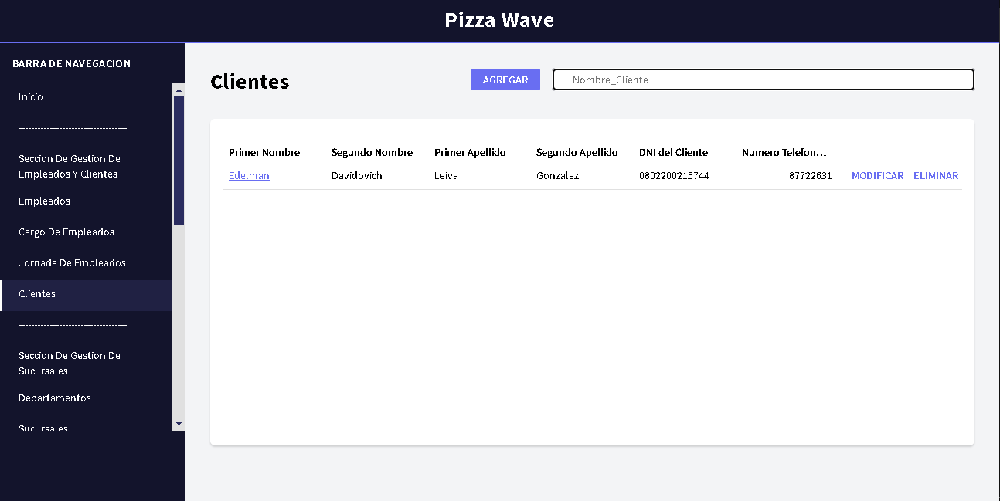 Pizza Wave
BARRA DE NAVEGACION
Inicio
-----------------------------------
Seccion De Gestion De
Empleados Y Clientes
Empleados
Cargo De Empleados
Jornada De Empleados
Clientes
-----------------------------------
Seccion De Gestion De
Sucursales
Departamentos
Sucursales
Clientes AGREGAR Nombre_Cliente
Primer Nombre Segundo Nombre Primer Apellido Segundo Apellido DNI del Cliente Numero Telefon...
Edelman Davidovich Leiva Gonzalez 0802200215744 87722631 MODIFICAR ELIMINAR